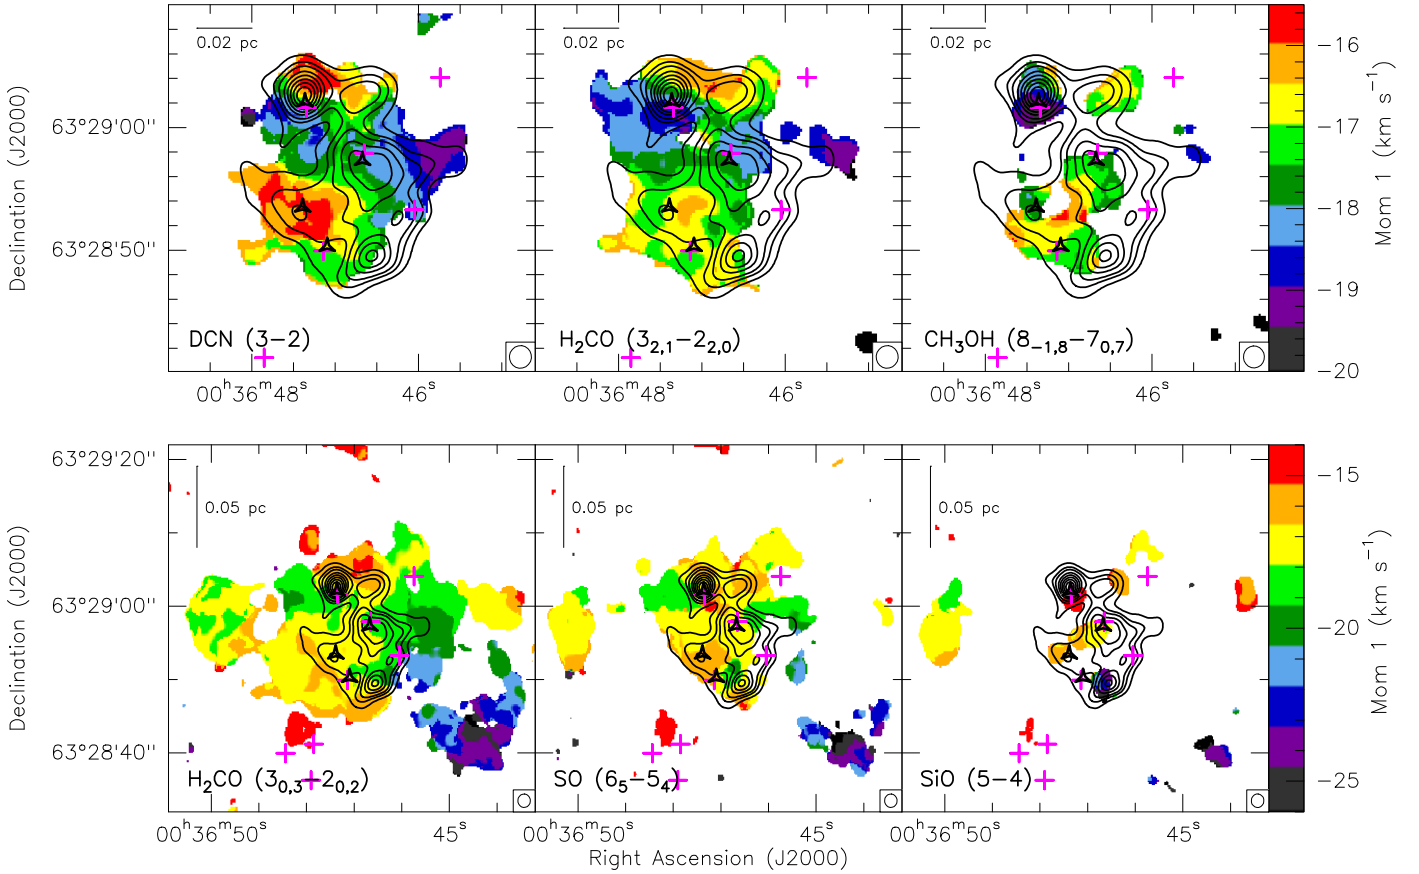 0.02 pc
0.02 pc
0.02 pc
63°29'00''
63°28'50''
Declination (J2000)
DCN (3−2)
H₂CO (3₂,₁−2₂,₀)
CH₃OH (8₋₁,₈−7₀,₇)
00ʰ36ᵐ48ˢ
46ˢ
00ʰ36ᵐ48ˢ
46ˢ
00ʰ36ᵐ48ˢ
46ˢ
−16
−17
−18
−19
−20
Mom 1 (km s⁻¹)
63°29'20''
63°29'00''
63°28'40''
Declination (J2000)
0.05 pc
0.05 pc
0.05 pc
H₂CO (3₀,₃−2₀,₂)
SO (6₅−5₄)
SiO (5−4)
00ʰ36ᵐ50ˢ
45ˢ
00ʰ36ᵐ50ˢ
45ˢ
00ʰ36ᵐ50ˢ
45ˢ
Right Ascension (J2000)
−15
−20
−25
Mom 1 (km s⁻¹)